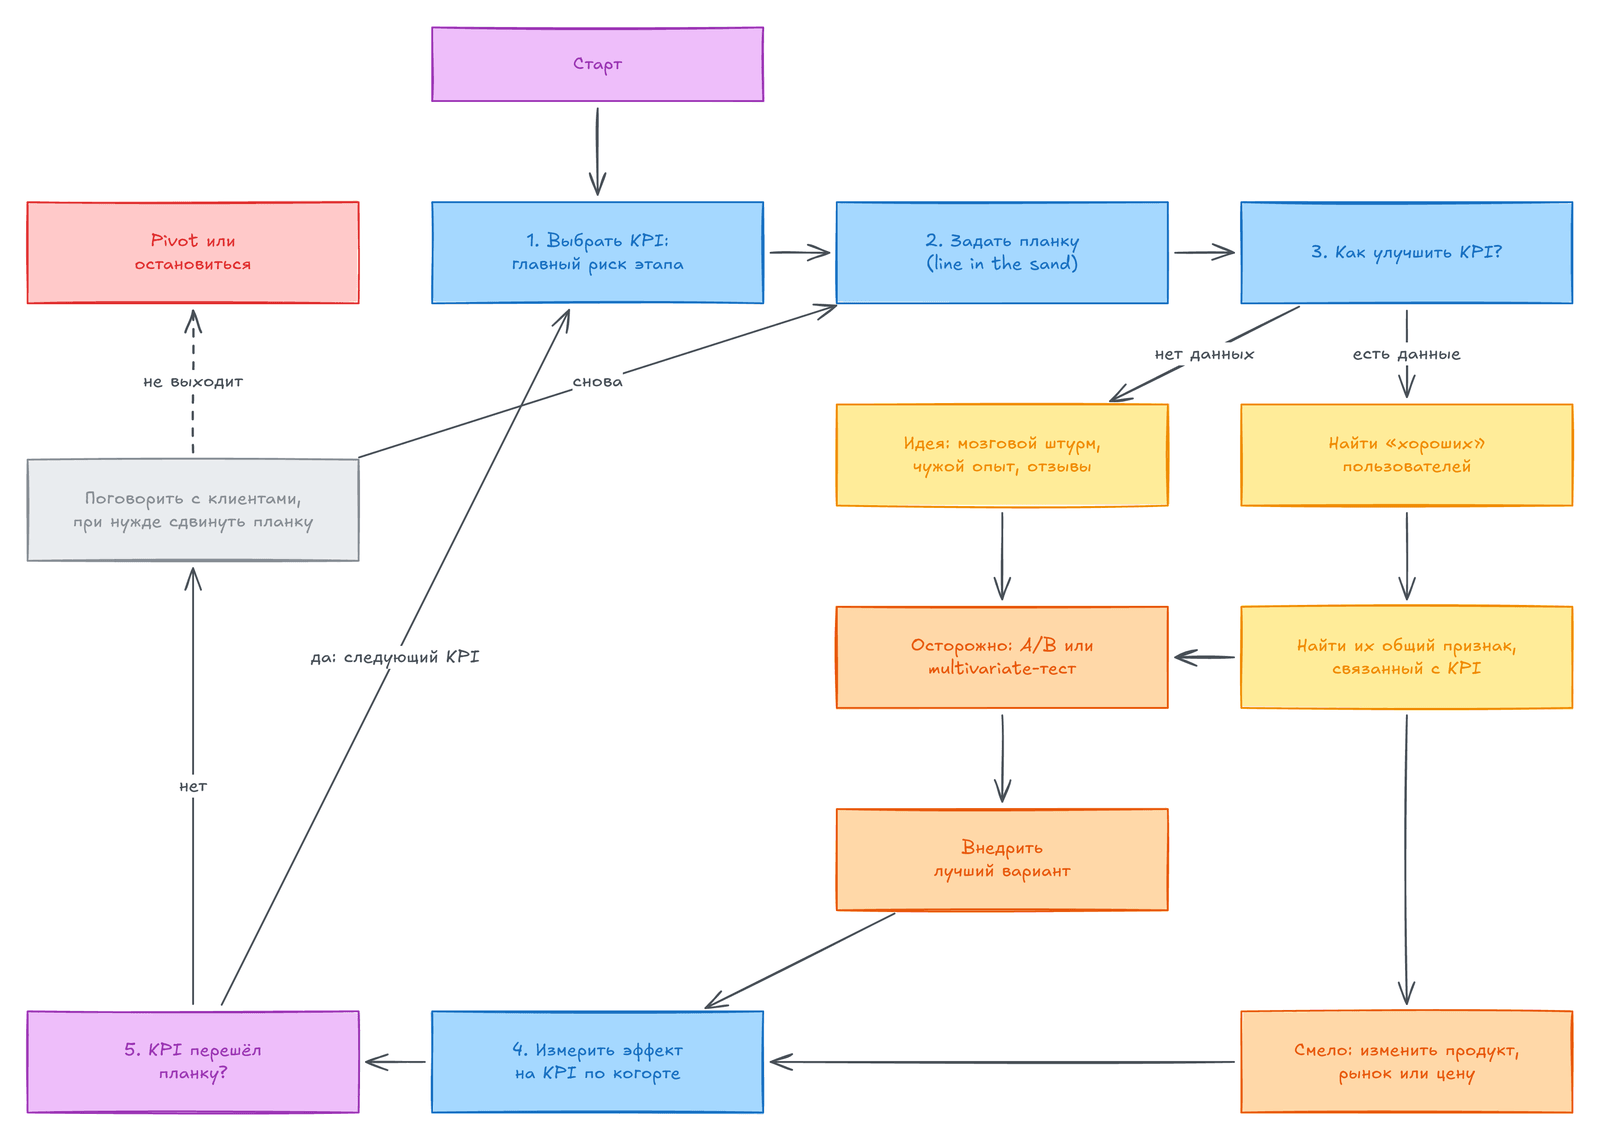 Старт
Pivot или
остановиться
1. Выбрать KPI:
главный риск этапа
2. Задать планку
(line in the sand)
3. Как улучшить KPI?
нет данных
есть данные
не выходит
снова
Идея: мозговой штурм,
чужой опыт, отзывы
Найти «хороших»
пользователей
Поговорить с клиентами,
при нужде сдвинуть планку
Осторожно: A/B или
multivariate-тест
Найти их общий признак,
связанный с KPI
да: следующий KPI
нет
Внедрить
лучший вариант
5. KPI перешёл
планку?
4. Измерить эффект
на KPI по когорте
Смело: изменить продукт,
рынок или цену